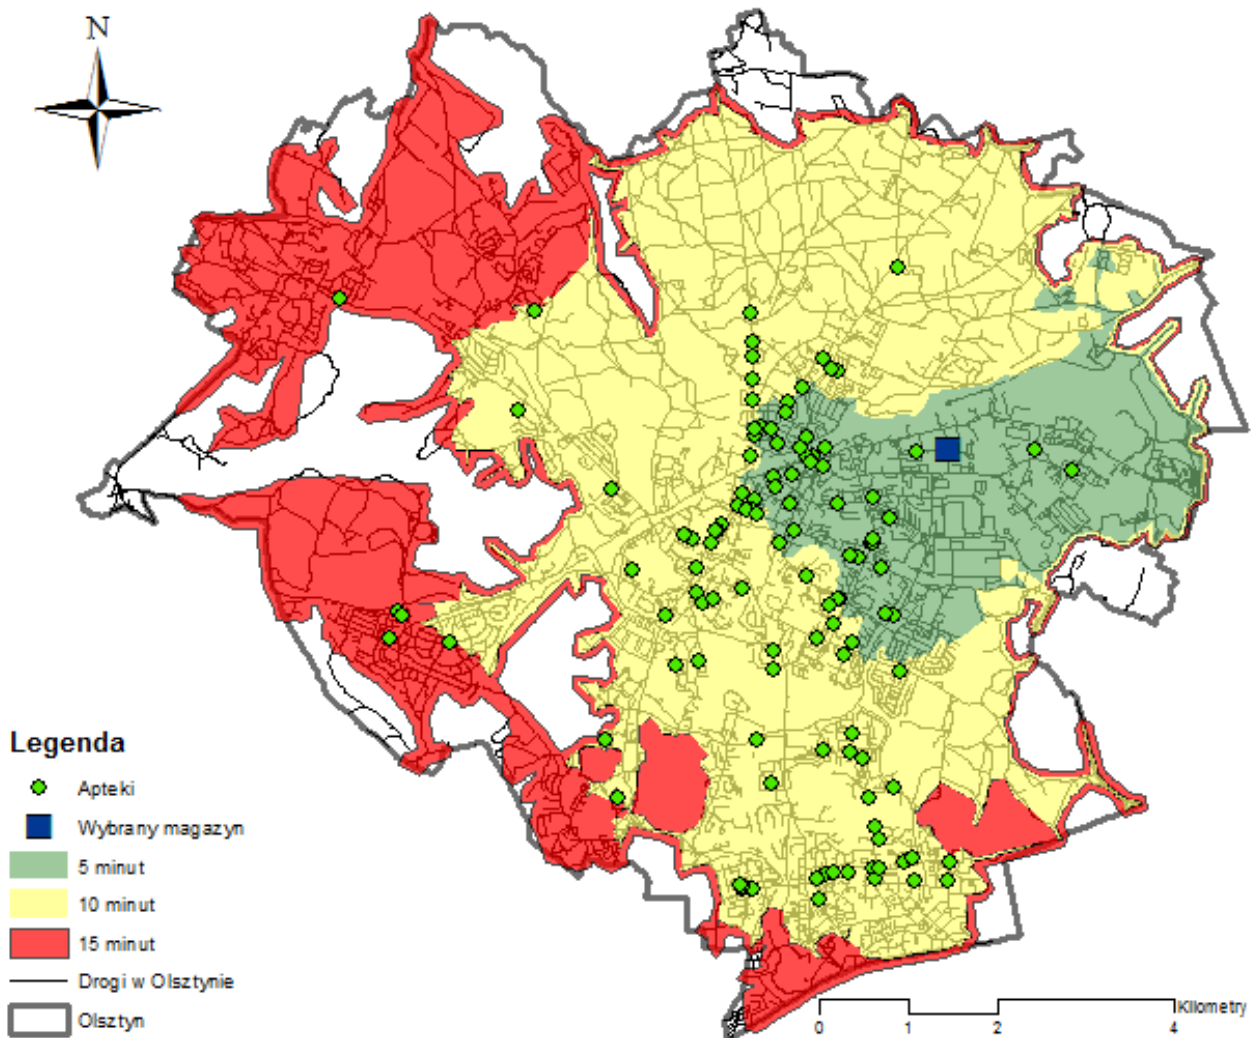 N
Legenda
Apteki
Wybrany magazyn
5 minut
10 minut
15 minut
Drogi w Olsztynie
Olsztyn
Kilometry
0 1 2 4